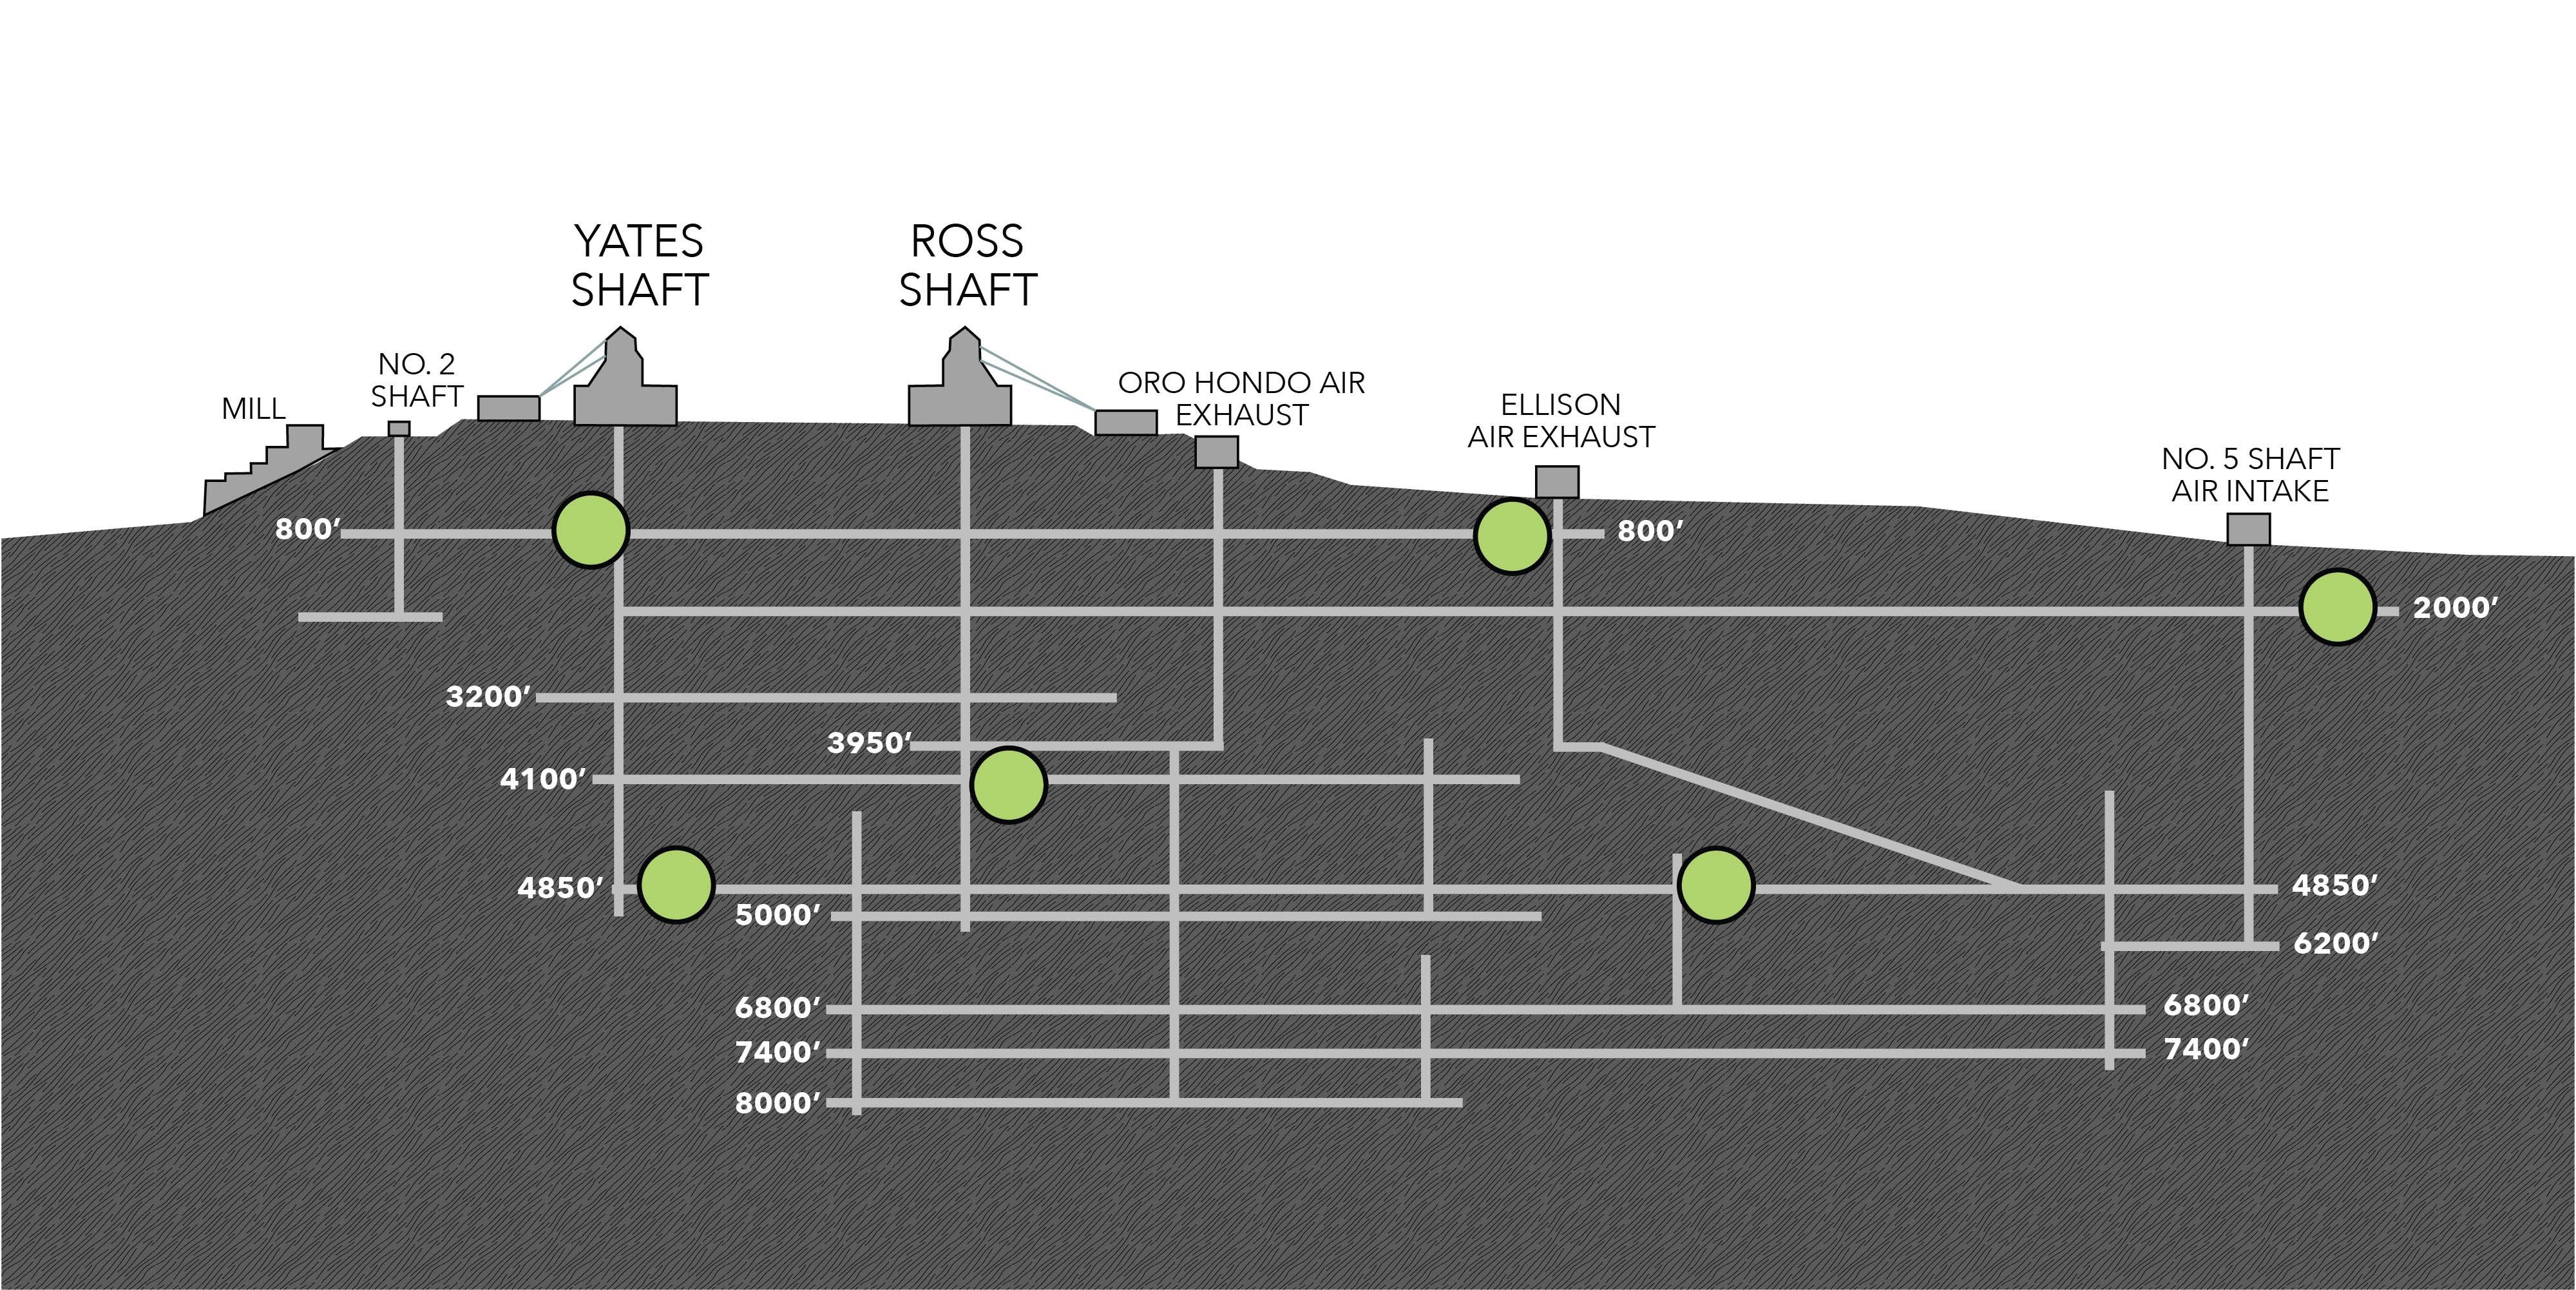 YATES
SHAFT
ROSS
SHAFT
NO. 2
SHAFT
MILL
ORO HONDO AIR
EXHAUST
ELLISON
AIR EXHAUST
NO. 5 SHAFT
AIR INTAKE
800’
800’
2000’
3200’
3950’
4100’
4850’
4850’
5000’
6200’
6800’
6800’
7400’
7400’
8000’